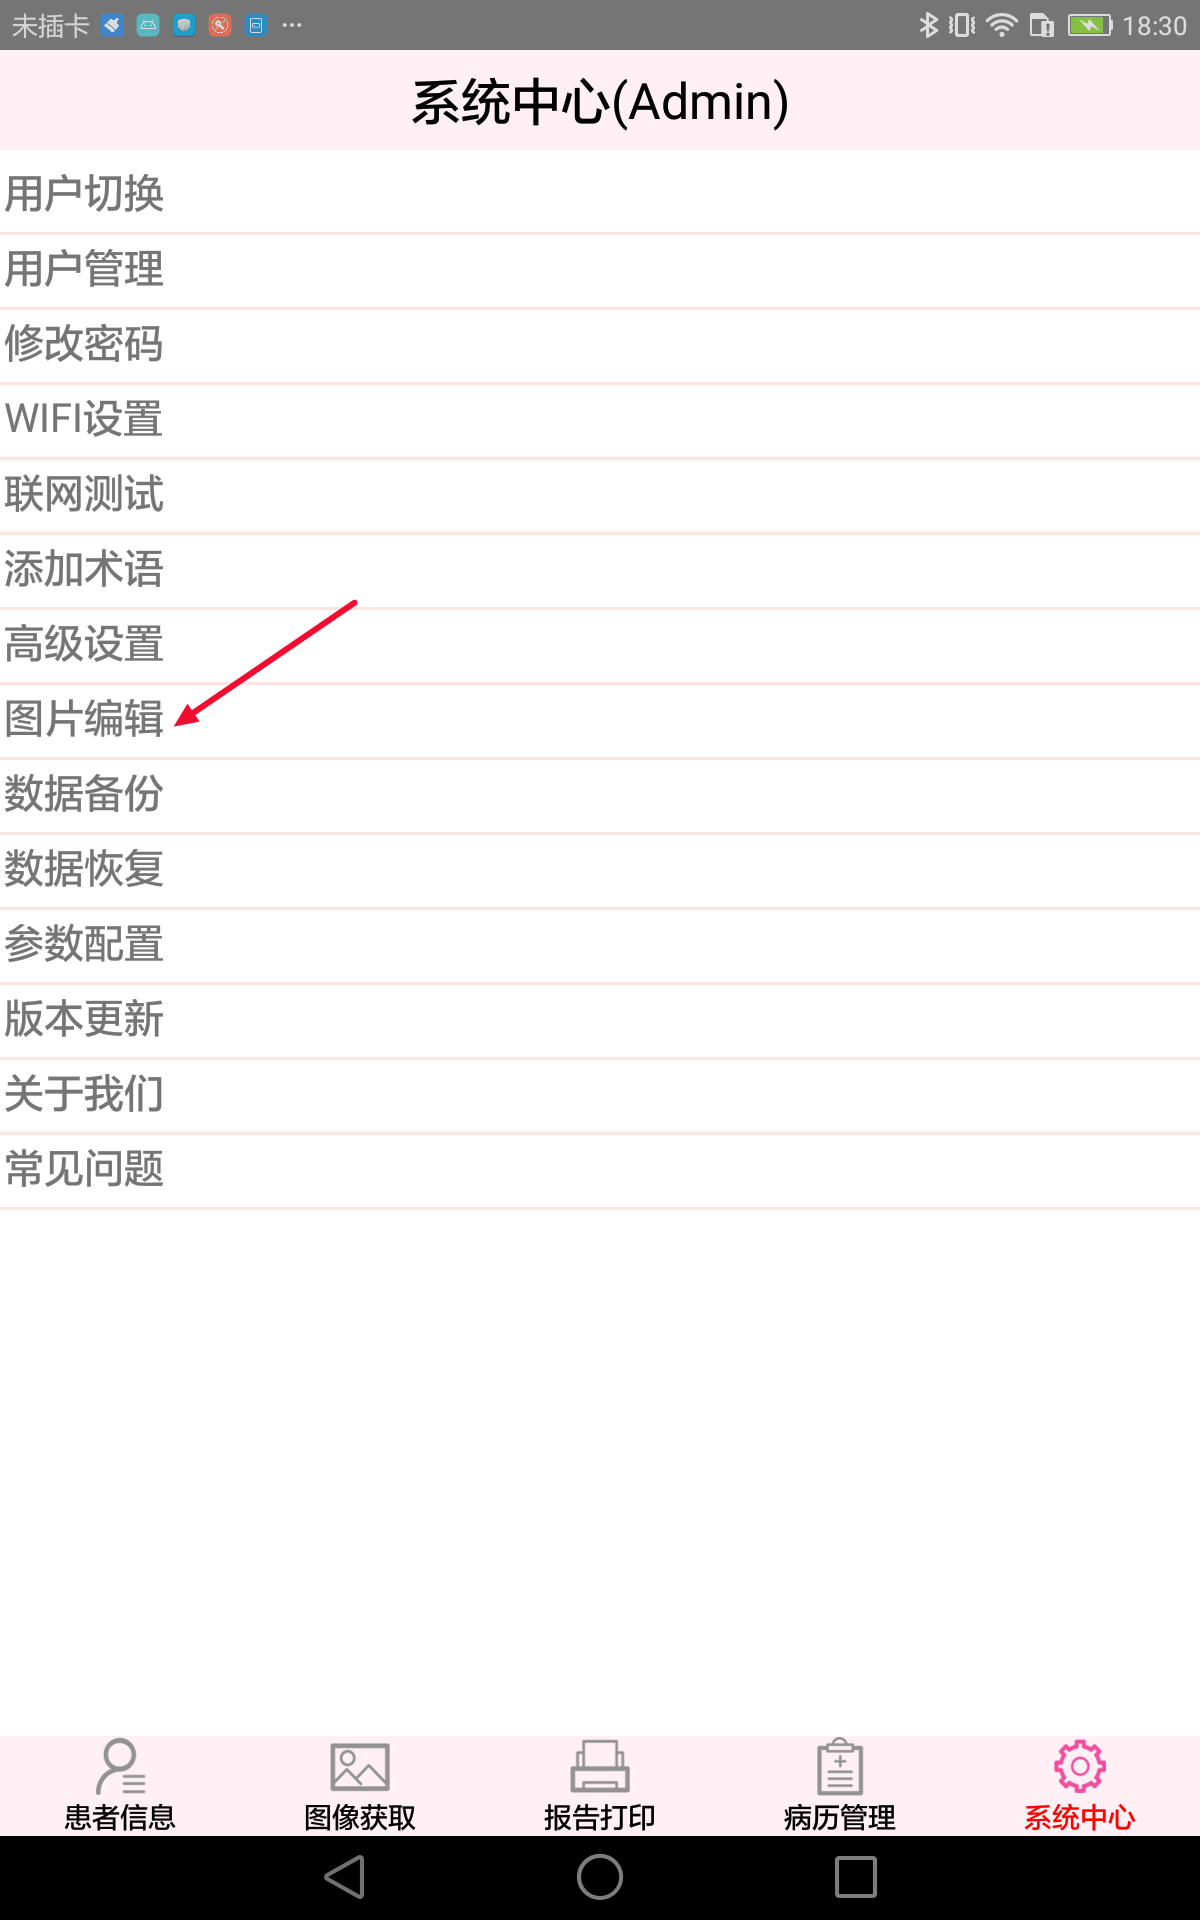 未插卡 18:30
系统中心(Admin)
用户切换
用户管理
修改密码
WIFI设置
联网测试
添加术语
高级设置
图片编辑
数据备份
数据恢复
参数配置
版本更新
关于我们
常见问题
患者信息 图像获取 报告打印 病历管理 系统中心